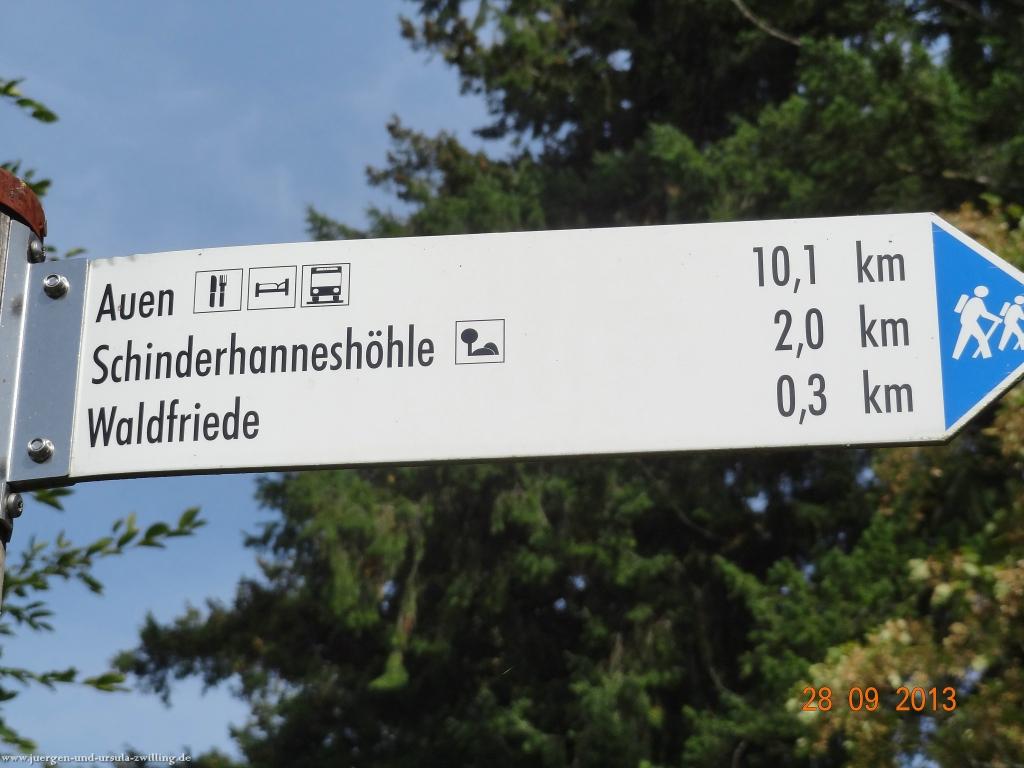 Auen 10,1 km
Schinderhanneshöhle 2,0 km
Waldfriede 0,3 km
28 09 2013
www.juergen-und-ursula-zwilling.de